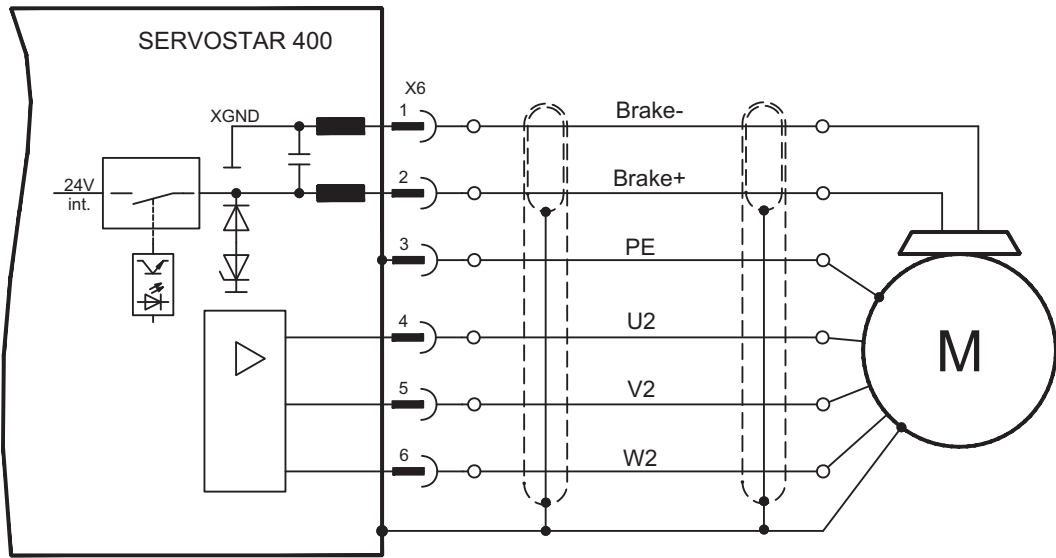 SERVOSTAR 400
X6
XGND
1
Brake-
24V
int.
2
Brake+
3
PE
4
U2
M
5
V2
6
W2